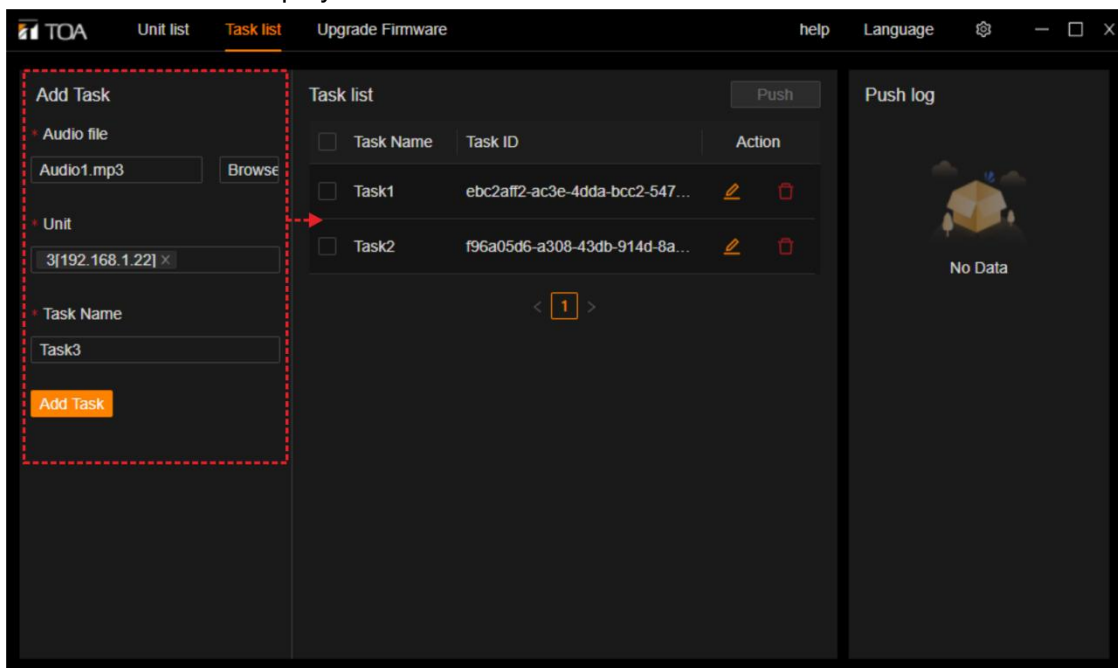 TOA Unit list Task list Upgrade Firmware help Language
Add Task
* Audio file
Audio1.mp3 Browse
* Unit
3[192.168.1.22] ×
* Task Name
Task3
Add Task
Task list Push
Task Name Task ID Action
Task1 ebc2aff2-ac3e-4dda-bcc2-547...
Task2 f96a05d6-a308-43db-914d-8a...
< 1 >
Push log
No Data